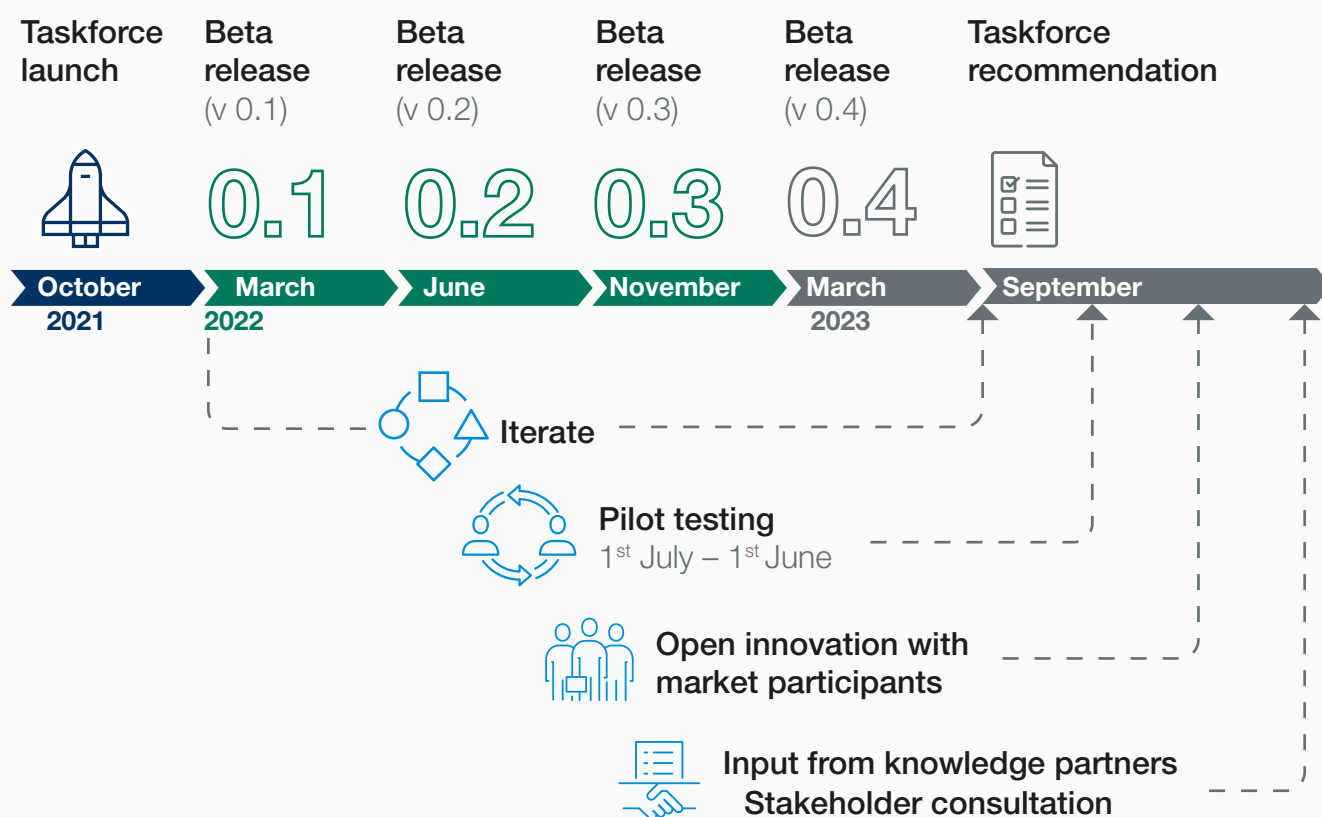 Taskforce
launch
Beta
release
(v 0.1)
Beta
release
(v 0.2)
Beta
release
(v 0.3)
Beta
release
(v 0.4)
Taskforce
recommendation
0.1
0.2
0.3
0.4
October
2021
March
2022
June
November
March
2023
September
Iterate
Pilot testing
1st July – 1st June
Open innovation with
market participants
Input from knowledge partners
Stakeholder consultation